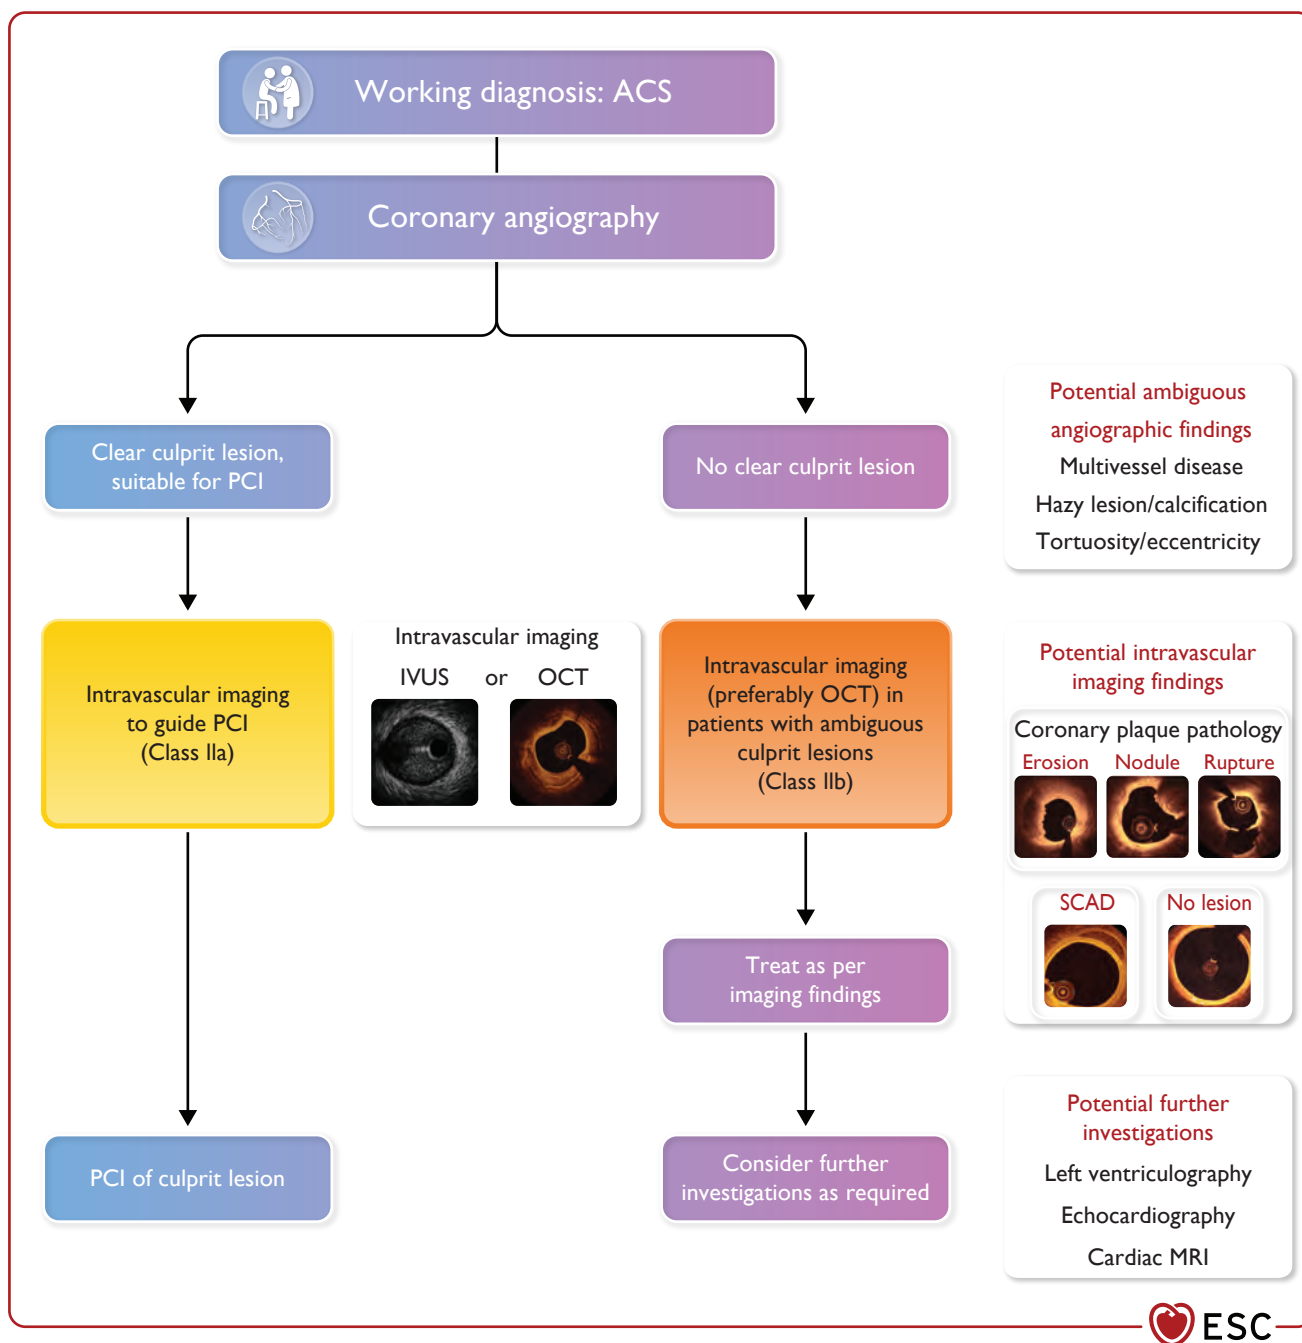 Working diagnosis: ACS
Coronary angiography
Clear culprit lesion,
suitable for PCI
No clear culprit lesion
Potential ambiguous
angiographic findings
Multivessel disease
Hazy lesion/calcification
Tortuosity/eccentricity
Intravascular imaging
to guide PCI
(Class IIa)
Intravascular imaging
IVUS or OCT
Intravascular imaging
(preferably OCT) in
patients with ambiguous
culprit lesions
(Class IIb)
Potential intravascular
imaging findings
Coronary plaque pathology
Erosion Nodule Rupture
SCAD No lesion
Treat as per
imaging findings
PCI of culprit lesion
Consider further
investigations as required
Potential further
investigations
Left ventriculography
Echocardiography
Cardiac MRI
ESC